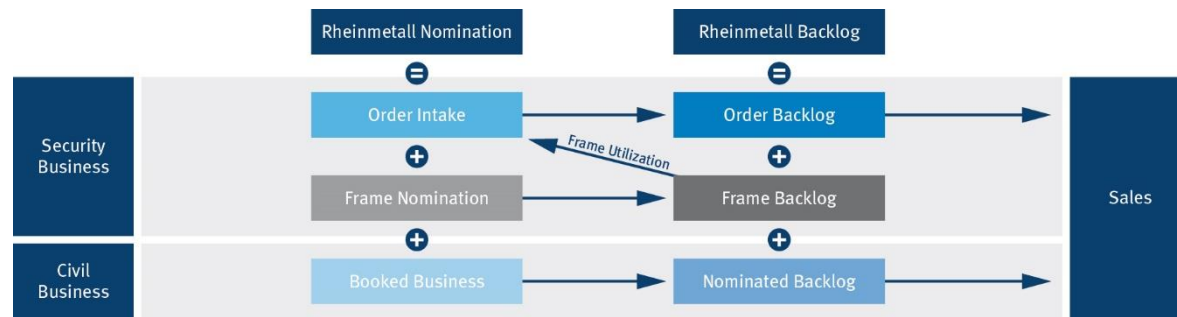 Rheinmetall Nomination
Rheinmetall Backlog
=
=
Security
Business
Order Intake
Order Backlog
+
Frame Utilization
+
Frame Nomination
Frame Backlog
Sales
+
+
Civil
Business
Booked Business
Nominated Backlog